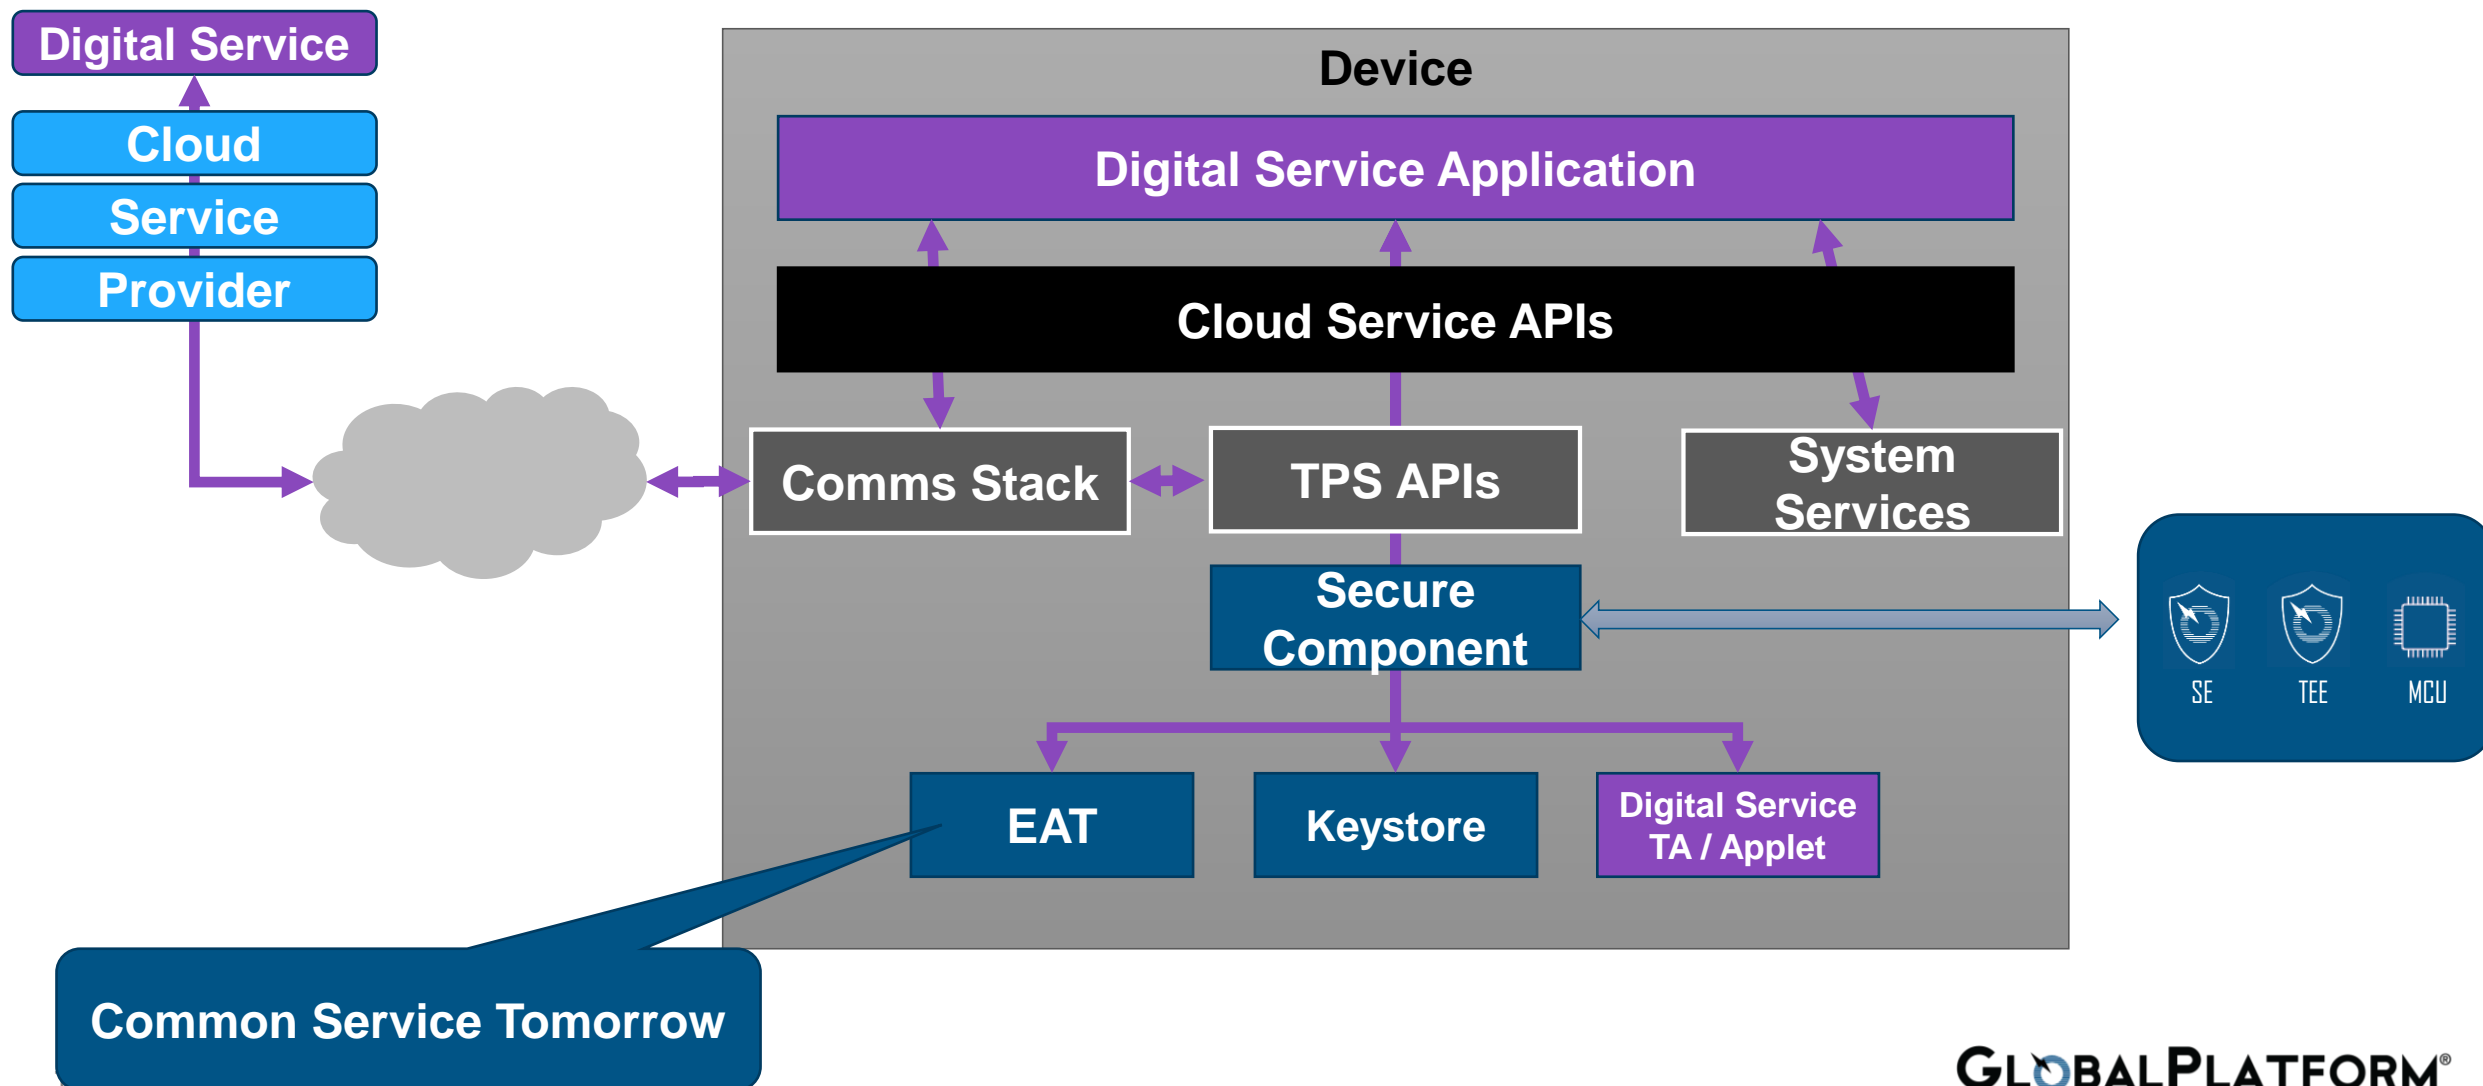 Digital Service
Cloud
Service
Provider
Device
Digital Service Application
Cloud Service APIs
Comms Stack
TPS APIs
System
Services
Secure
Component
SE
TEE
MCU
EAT
Keystore
Digital Service
TA / Applet
Common Service Tomorrow
GLOBALPLATFORM®